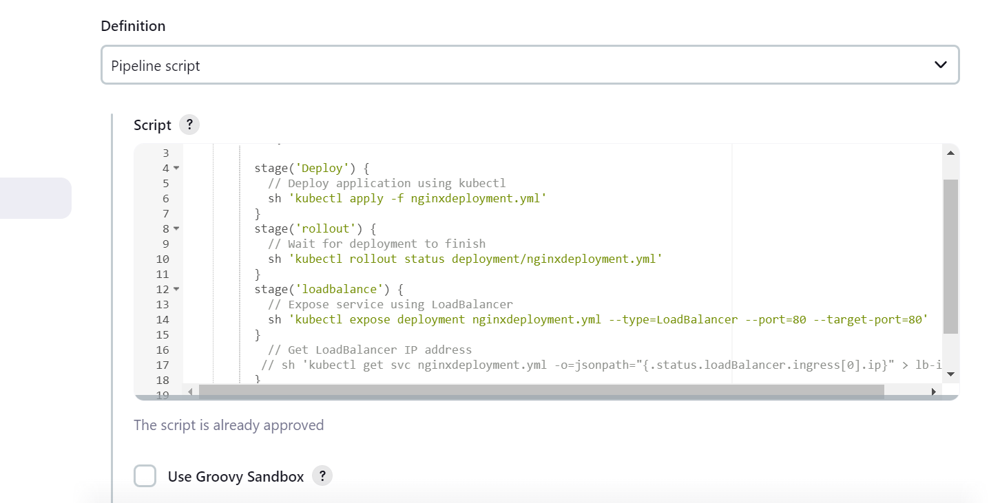 Definition
Pipeline script
Script ?
3
4 stage('Deploy') {
5 // Deploy application using kubectl
6 sh 'kubectl apply -f nginxdeployment.yml'
7 }
8 stage('rollout') {
9 // Wait for deployment to finish
10 sh 'kubectl rollout status deployment/nginxdeployment.yml'
11 }
12 stage('loadbalance') {
13 // Expose service using LoadBalancer
14 sh 'kubectl expose deployment nginxdeployment.yml --type=LoadBalancer --port=80 --target-port=80'
15 }
16 // Get LoadBalancer IP address
17 // sh 'kubectl get svc nginxdeployment.yml -o=jsonpath="{.status.loadBalancer.ingress[0].ip}" > lb-i
18 }
19
The script is already approved
Use Groovy Sandbox ?